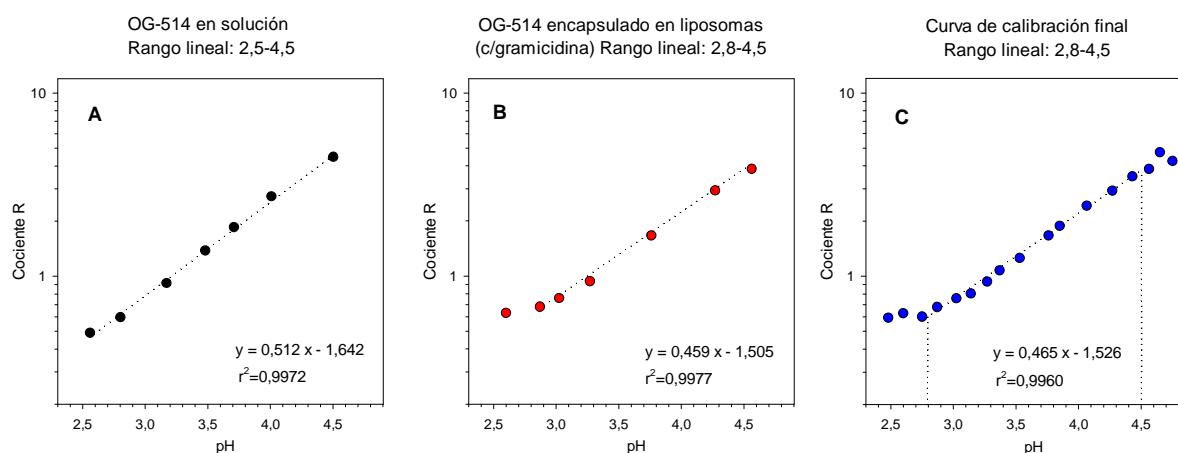 OG-514 en solución
Rango lineal: 2,5-4,5
10
1
Cociente R
A
y = 0,512 x - 1,642
r²=0,9972
2,5 3,0 3,5 4,0 4,5
pH
OG-514 encapsulado en liposomas
(c/gramicidina) Rango lineal: 2,8-4,5
10
1
Cociente R
B
y = 0,459 x - 1,505
r²=0,9977
2,5 3,0 3,5 4,0 4,5
pH
Curva de calibración final
Rango lineal: 2,8-4,5
10
1
Cociente R
C
y = 0,465 x - 1,526
r²=0,9960
2,5 3,0 3,5 4,0 4,5
pH